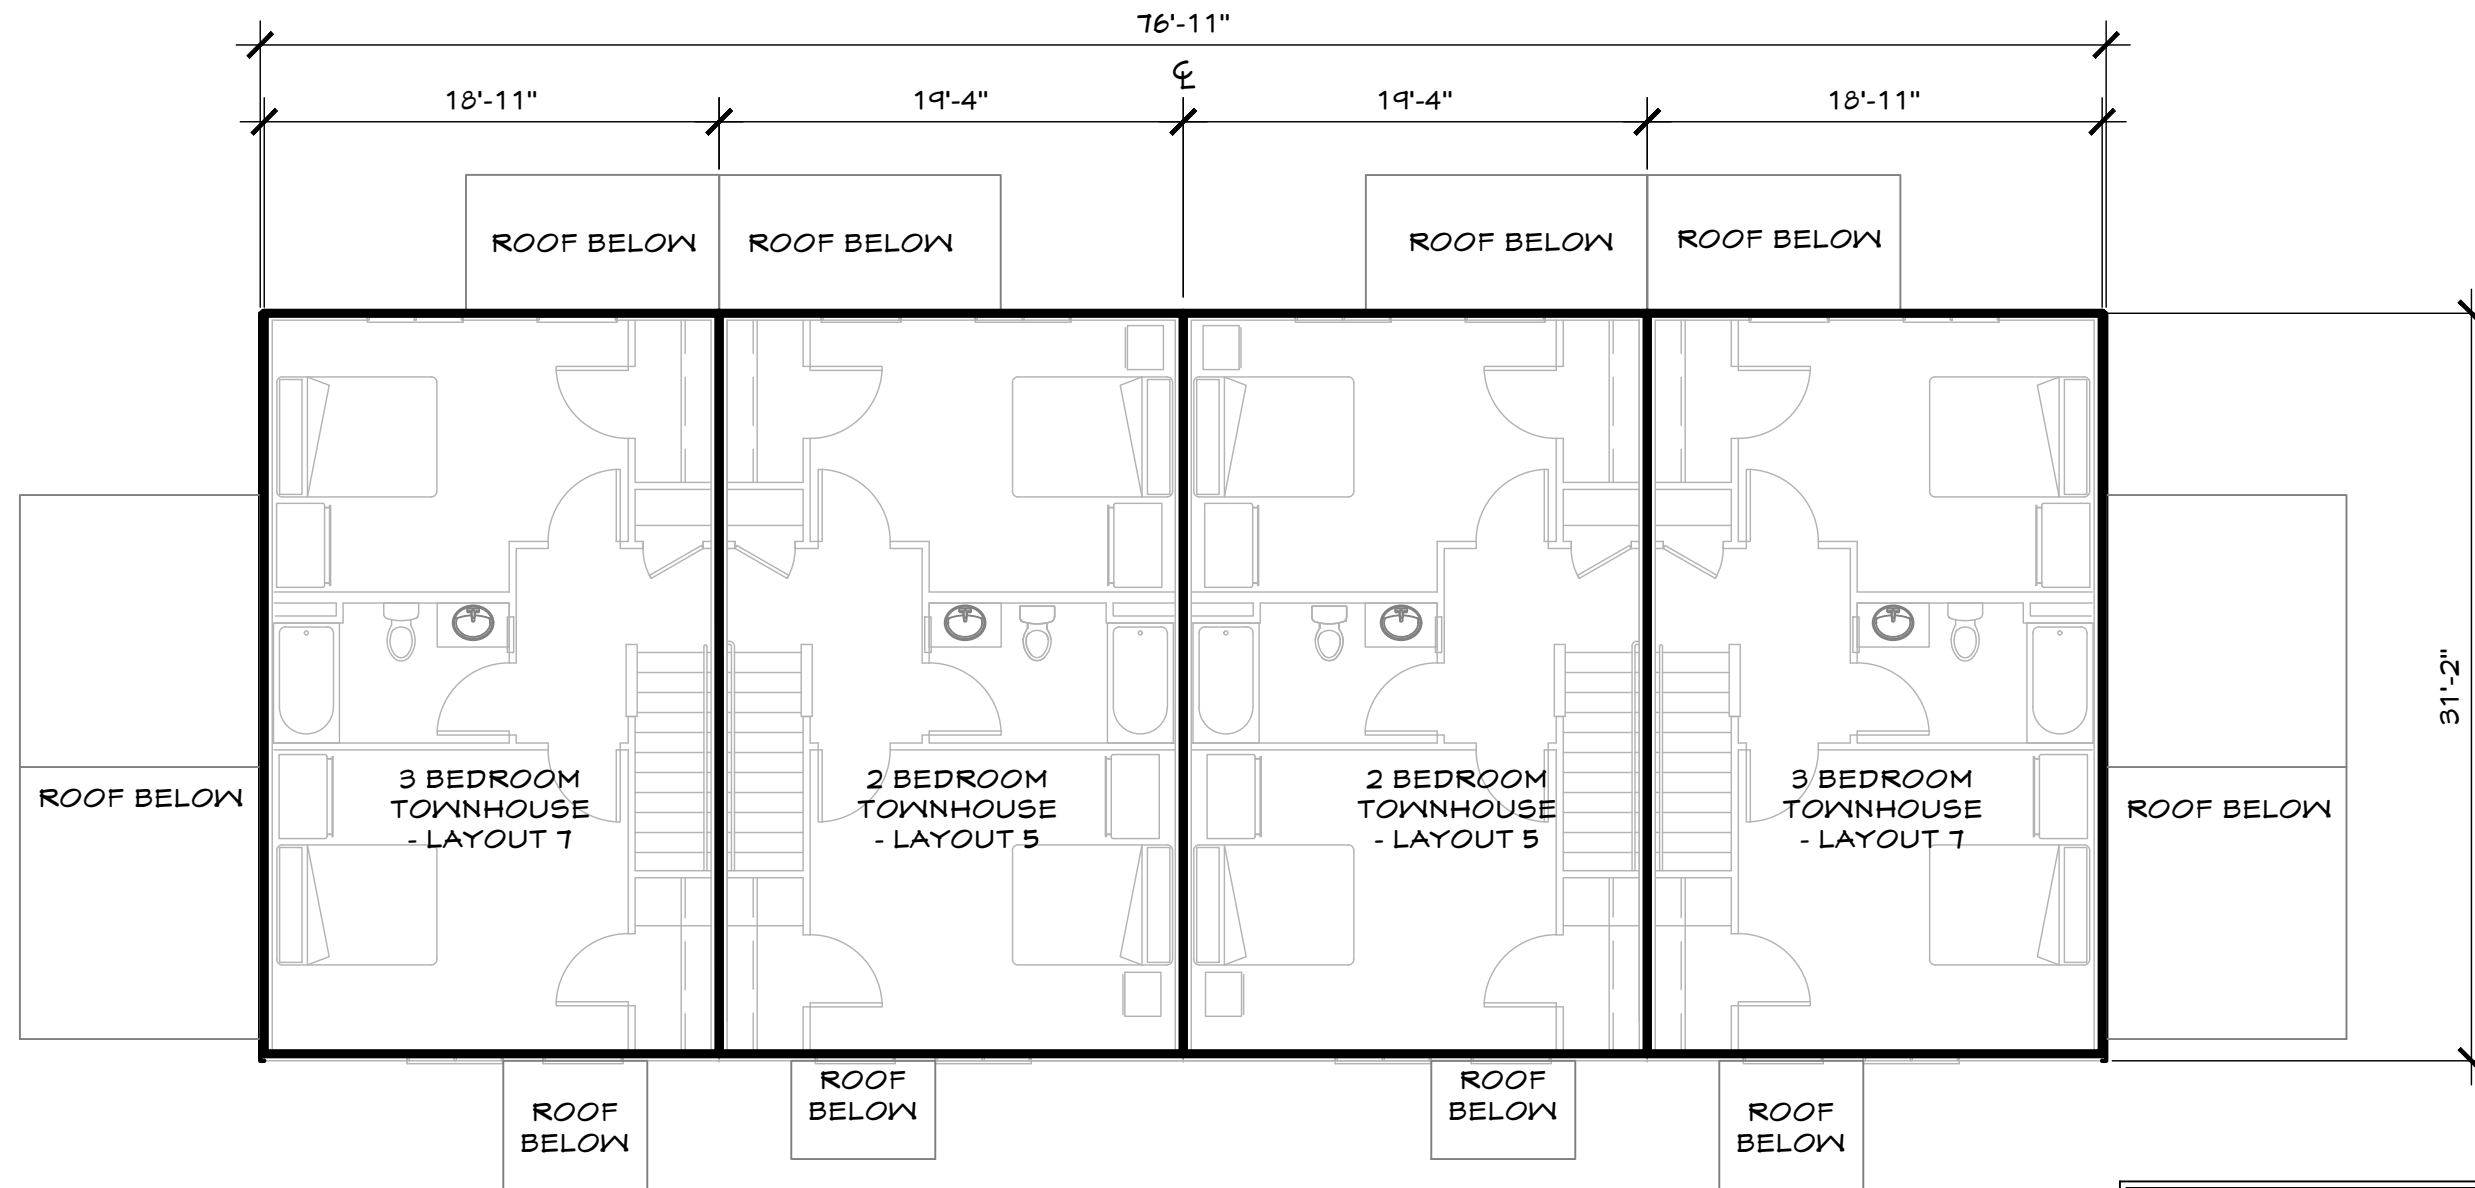 76'-11"
℄
18'-11"
19'-4"
19'-4"
18'-11"
ROOF BELOW
ROOF BELOW
ROOF BELOW
ROOF BELOW
31'-2"
3 BEDROOM
TOWNHOUSE
- LAYOUT 7
2 BEDROOM
TOWNHOUSE
- LAYOUT 5
2 BEDROOM
TOWNHOUSE
- LAYOUT 5
3 BEDROOM
TOWNHOUSE
- LAYOUT 7
ROOF BELOW
ROOF BELOW
ROOF
BELOW
ROOF
BELOW
ROOF
BELOW
ROOF
BELOW